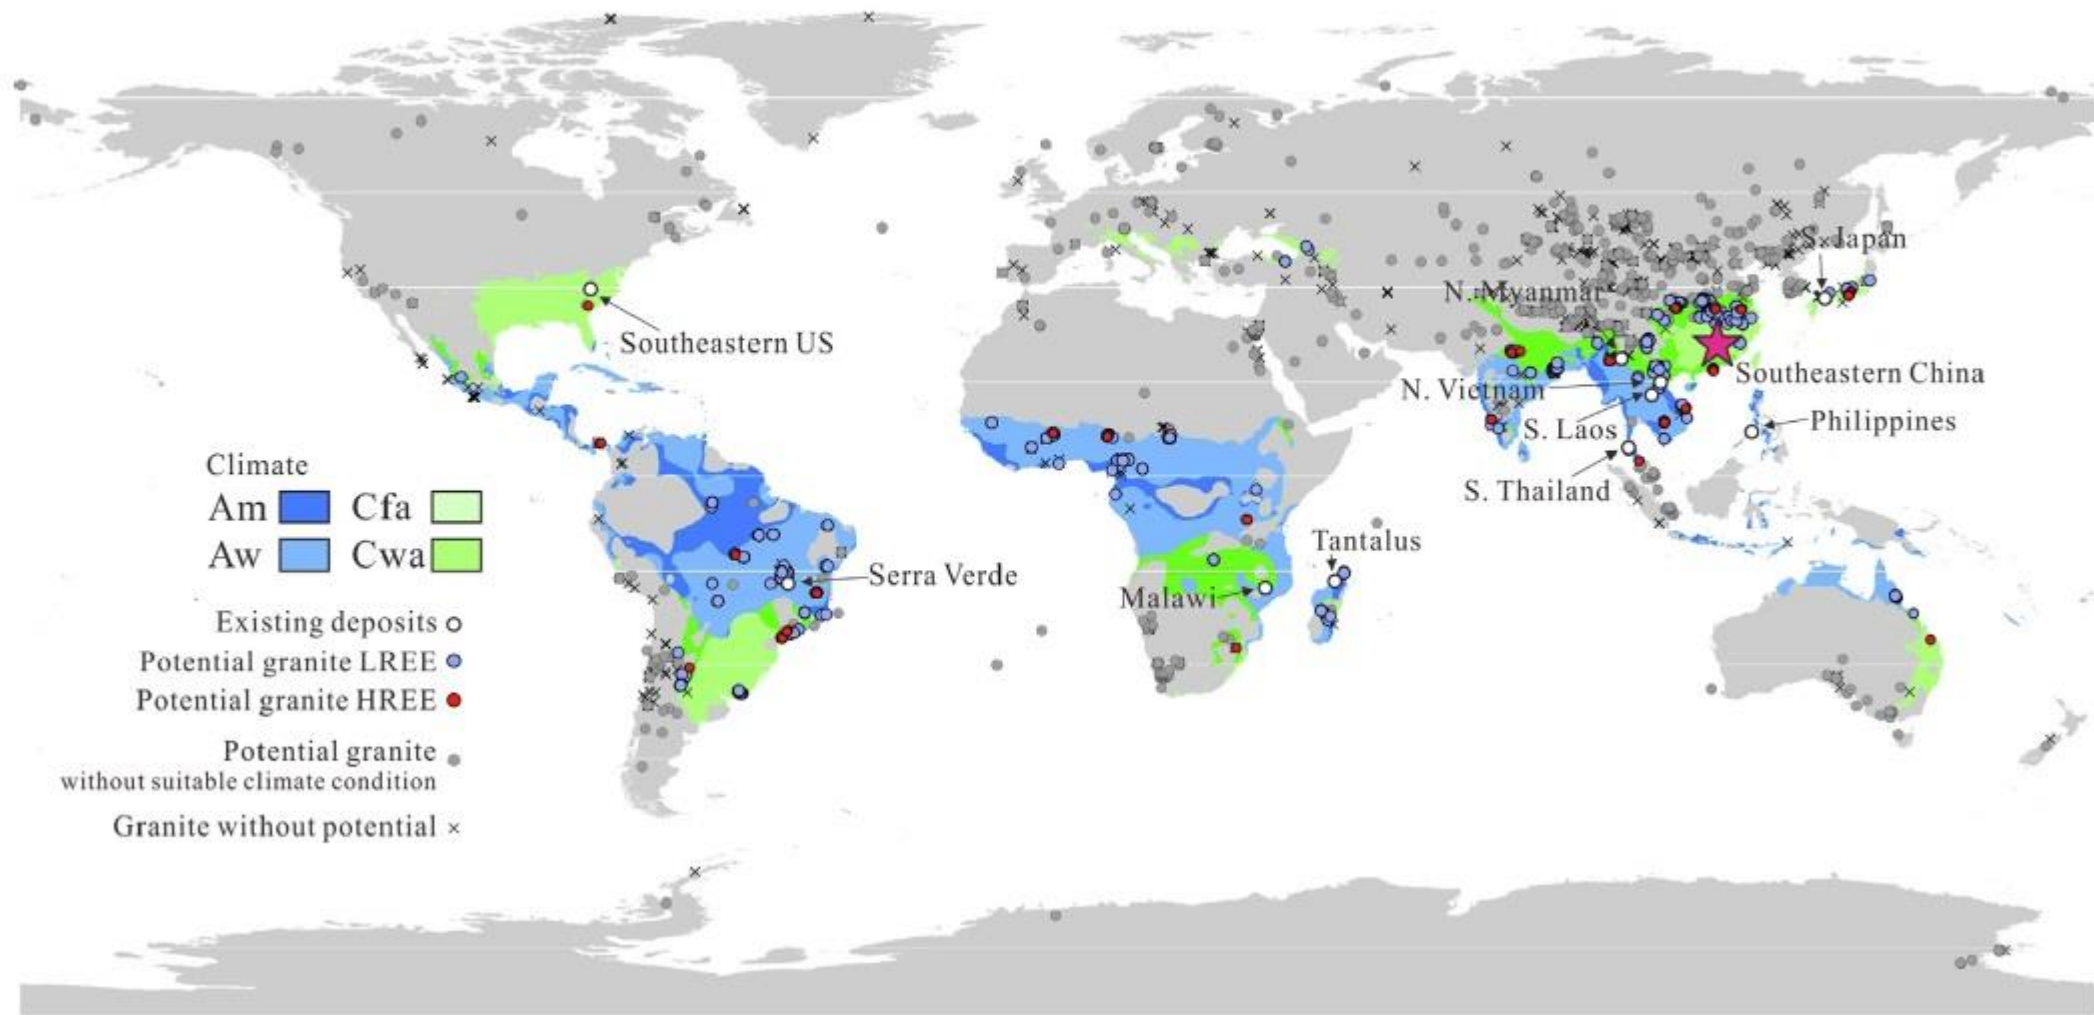 S. Japan
N. Myanmar
Southeastern US
Southeastern China
N. Vietnam
Philippines
S. Laos
S. Thailand
Climate
Am Cfa
Aw Cwa
Tantalus
Serra Verde
Malawi
Existing deposits
Potential granite LREE
Potential granite HREE
Potential granite
without suitable climate condition
Granite without potential